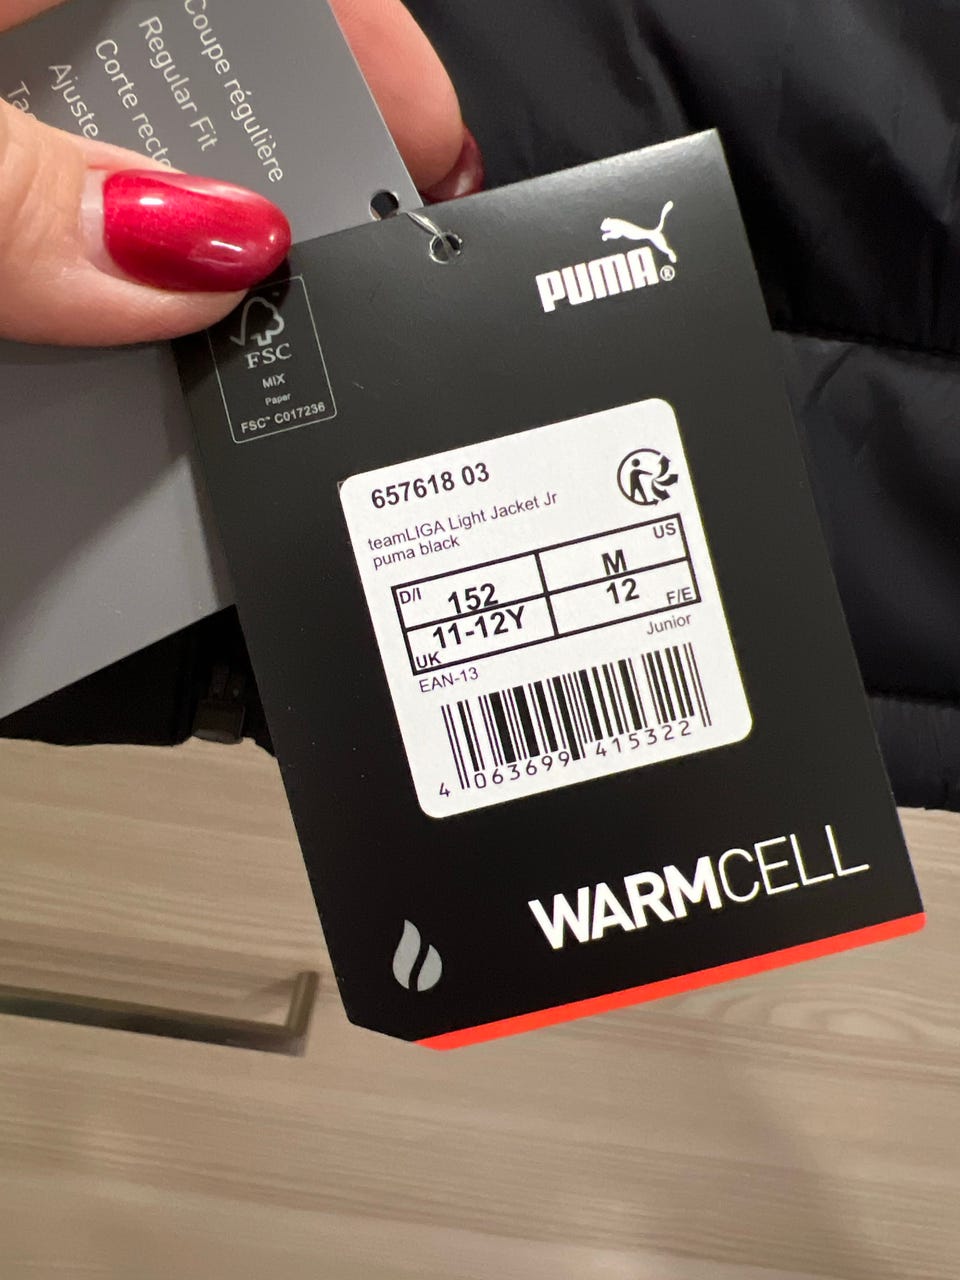 Coupe régulière
Regular Fit
Corte recto
Ajuste
PUMA®
FSC
MIX
Paper
FSC™ C017236
657618 03
teamLIGA Light Jacket Jr
puma black
D/I 152 M US
UK 11-12Y 12 F/E
EAN-13 Junior
4 063699 415322
WARMCELL